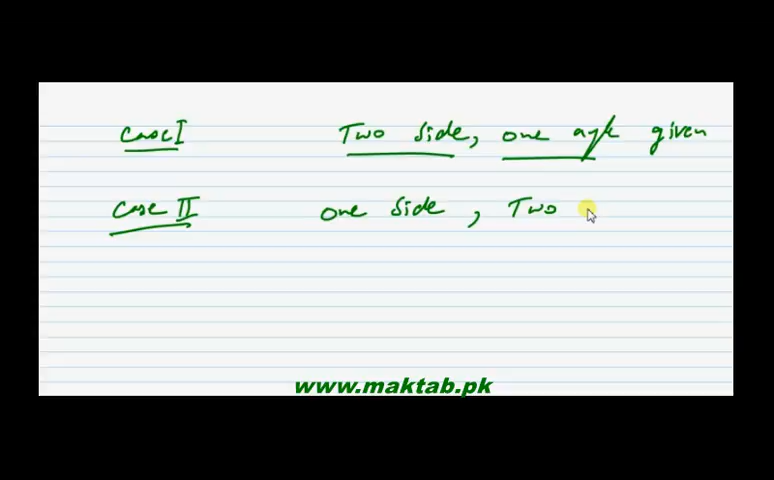 Case I Two side, one angle given
Case II one side, Two
www.maktab.pk